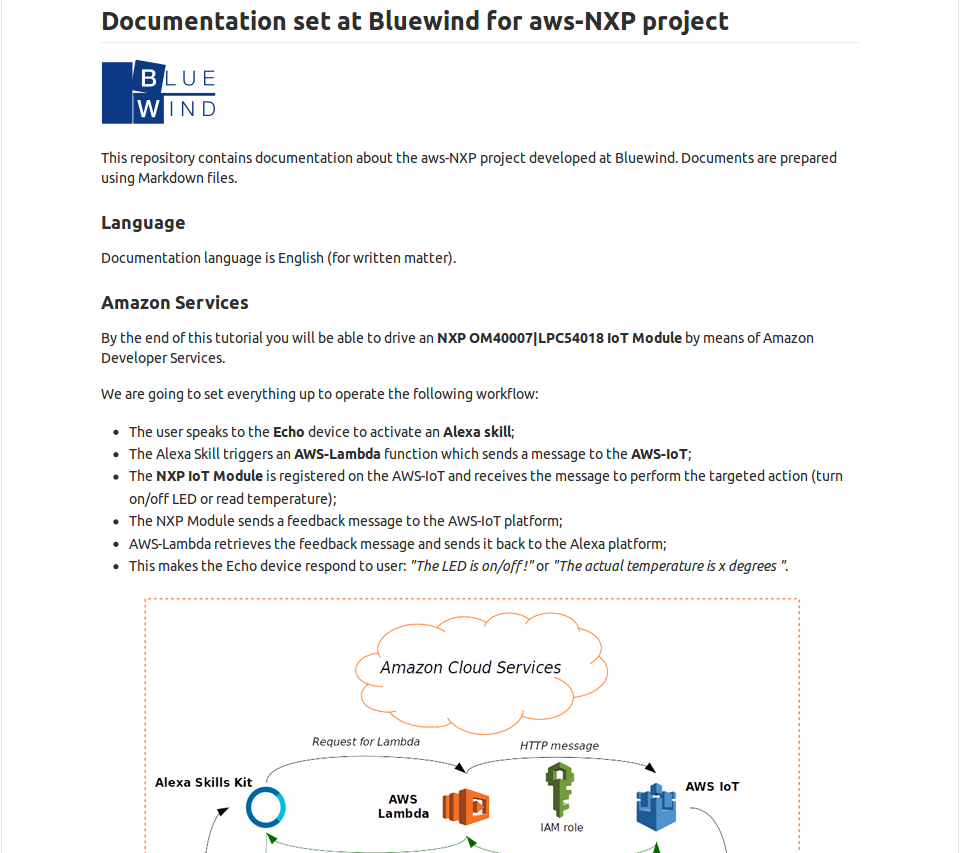 Documentation set at Bluewind for aws-NXP project
BLUE
WIND
This repository contains documentation about the aws-NXP project developed at Bluewind. Documents are prepared
using Markdown files.
Language
Documentation language is English (for written matter).
Amazon Services
By the end of this tutorial you will be able to drive an NXP OM40007|LPC54018 IoT Module by means of Amazon
Developer Services.
We are going to set everything up to operate the following workflow:
The user speaks to the Echo device to activate an Alexa skill;
The Alexa Skill triggers an AWS-Lambda function which sends a message to the AWS-IoT;
The NXP IoT Module is registered on the AWS-IoT and receives the message to perform the targeted action (turn
on/off LED or read temperature);
The NXP Module sends a feedback message to the AWS-IoT platform;
AWS-Lambda retrieves the feedback message and sends it back to the Alexa platform;
This makes the Echo device respond to user: "The LED is on/off !" or "The actual temperature is x degrees ".
Amazon Cloud Services
Request for Lambda
HTTP message
Alexa Skills Kit
AWS
Lambda
IAM role
AWS IoT